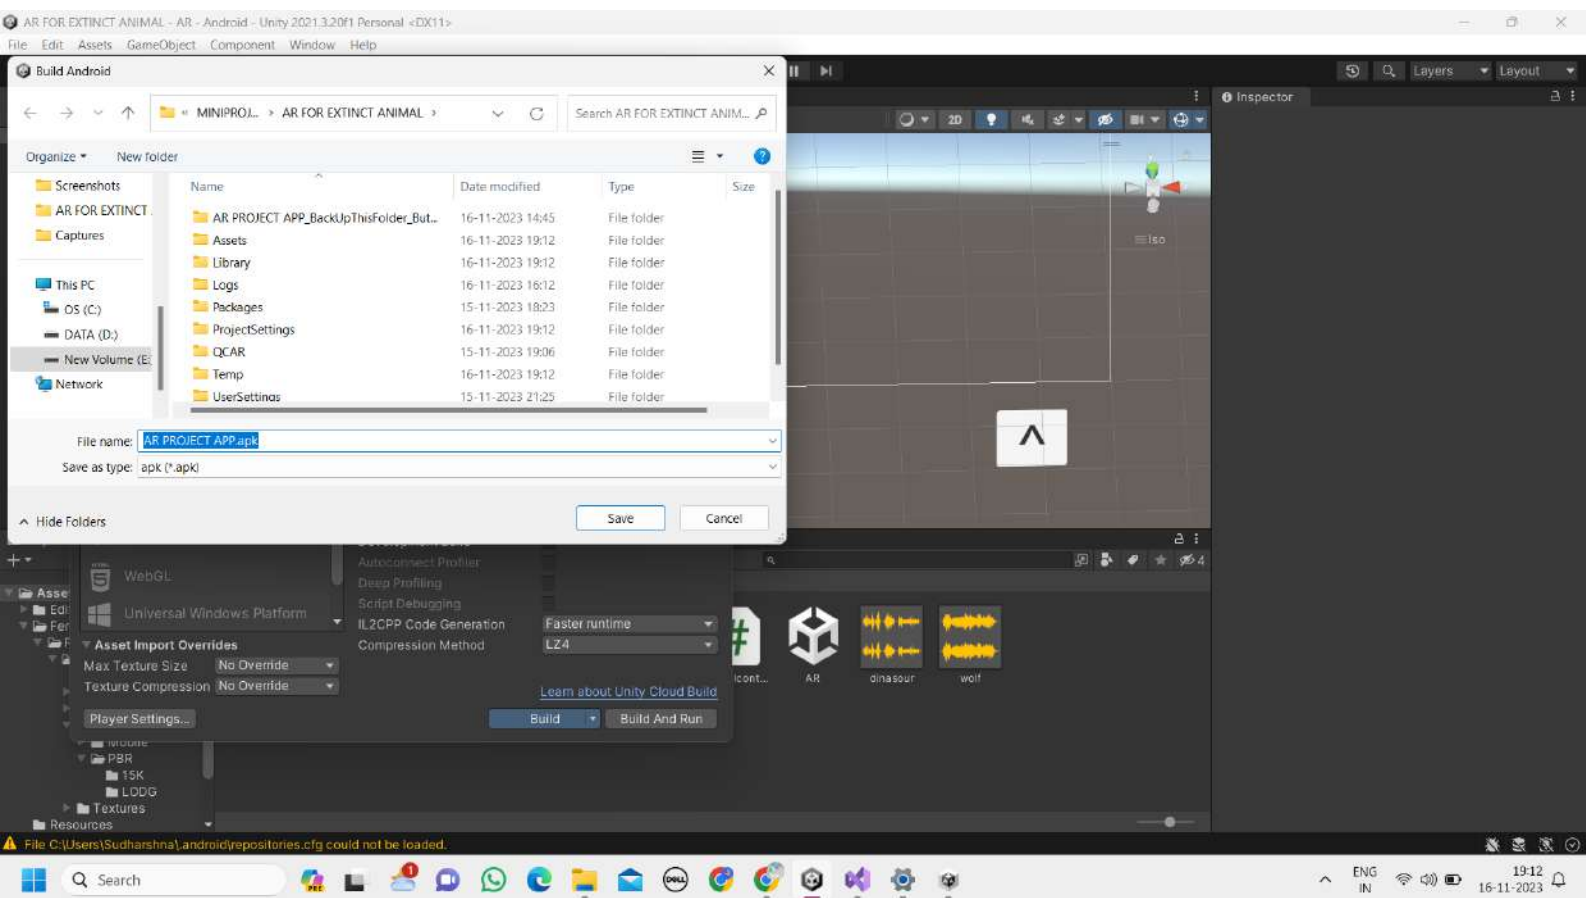 AR FOR EXTINCT ANIMAL - AR - Android - Unity 2021.3.20f1 Personal <DX11>
File Edit Assets GameObject Component Window Help
Build Android
Layers Layout
MINIPROJ... > AR FOR EXTINCT ANIMAL >
Search AR FOR EXTINCT ANIM...
Inspector
2D
Organize New folder
Name Date modified Type Size
Screenshots
AR FOR EXTINCT
Captures
This PC
OS (C:)
DATA (D:)
New Volume (E:
Network
AR PROJECT APP_BackUpThisFolder_But... 16-11-2023 14:45 File folder
Assets 16-11-2023 19:12 File folder
Library 16-11-2023 19:12 File folder
Logs 16-11-2023 16:12 File folder
Packages 15-11-2023 18:23 File folder
ProjectSettings 16-11-2023 19:12 File folder
QCAR 15-11-2023 19:06 File folder
Temp 16-11-2023 19:12 File folder
UserSettings 15-11-2023 21:25 File folder
Iso
File name: AR PROJECT APP.apk
Save as type: apk (*.apk)
Hide Folders
Save Cancel
Autoconnect Profiler
Deep Profiling
Script Debugging
IL2CPP Code Generation Faster runtime
Compression Method LZ4
WebGL
Universal Windows Platform
Asset Import Overrides
Max Texture Size No Override
Texture Compression No Override
Learn about Unity Cloud Build
Player Settings...
Build Build And Run
4
Asse
Edi
Fer
Mobile
PBR
15K
LODG
Textures
Resources
#
icont...
AR
dinasour
wolf
File C:\Users\Sudharshna\.android\repositories.cfg could not be loaded.
Search
PRE
1
DELL
ENG
IN
19:12
16-11-2023